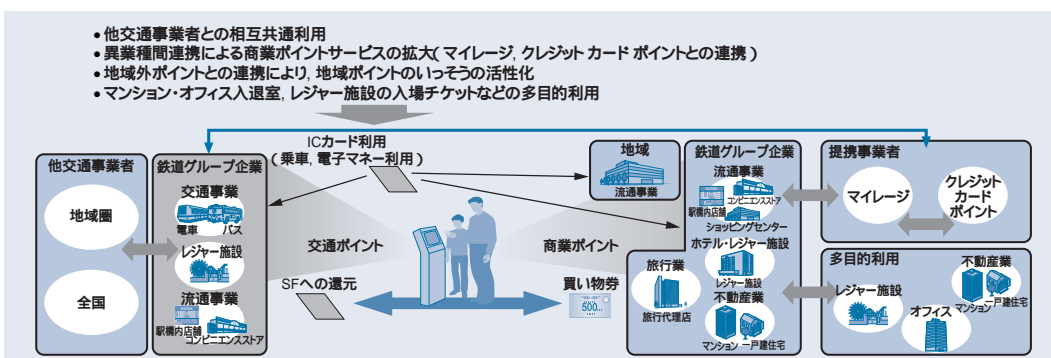 ●他交通事業者との相互共通利用
●異業種間連携による商業ポイントサービスの拡大(マイレージ,クレジット カード ポイントとの連携)
●地域外ポイントとの連携により,地域ポイントのいっそうの活性化
●マンション・オフィス入退室,レジャー施設の入場チケットなどの多目的利用
ICカード利用
(乗車,電子マネー利用)
他交通事業者
地域圏
全国
鉄道グループ企業
交通事業
電車
バス
レジャー施設
流通事業
駅構内店舗
コンビニエンスストア
交通ポイント
SFへの還元
商業ポイント
買い物券
500
地域
流通事業
鉄道グループ企業
流通事業
コンビニエンスストア
駅構内店舗
ショッピングセンター
ホテル・レジャー施設
レジャー施設
旅行業
旅行代理店
不動産業
マンション
一戸建住宅
提携事業者
マイレージ
クレジット
カード
ポイント
多目的利用
レジャー施設
オフィス
不動産業
マンション
一戸建住宅